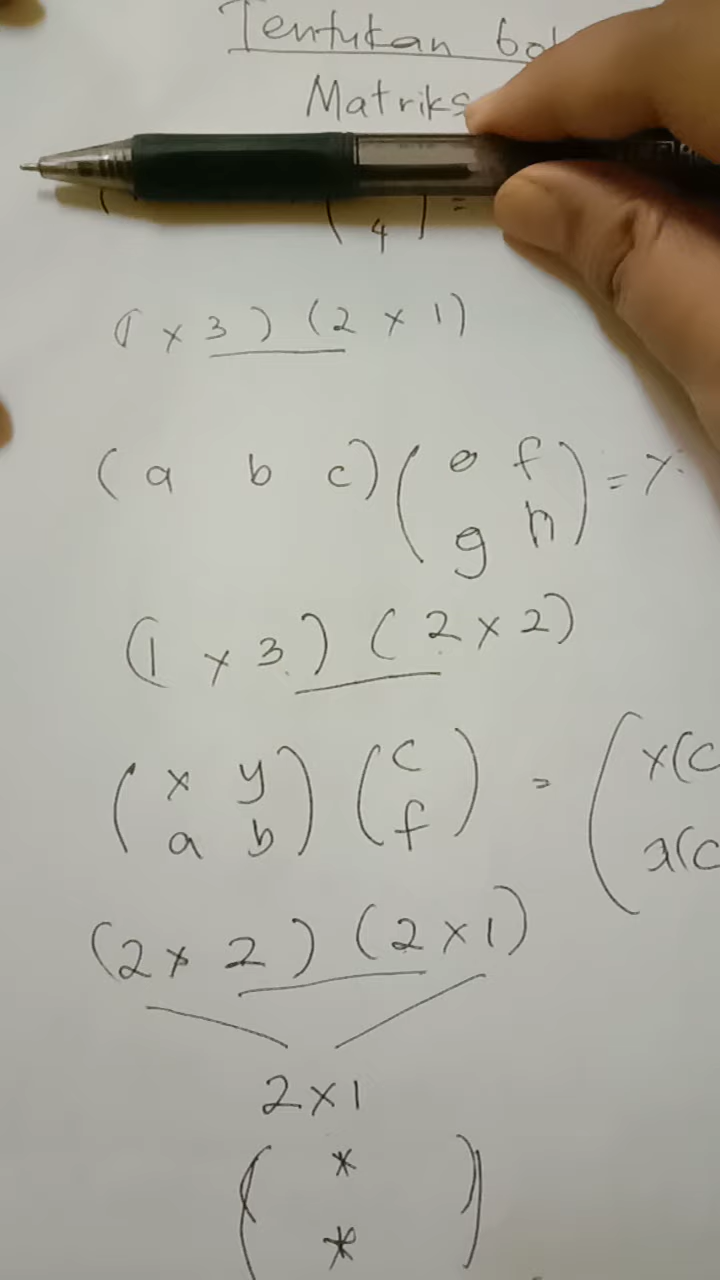 Tentukan
Matriks
4 =
(1 x 3) (2 x 1)
(a b c) (e f
g h) =
(1 x 3) (2 x 2)
(x y
a b) (c
f) = (x(c
a(c
(2 x 2) (2 x 1)
2 x 1
( *
* )